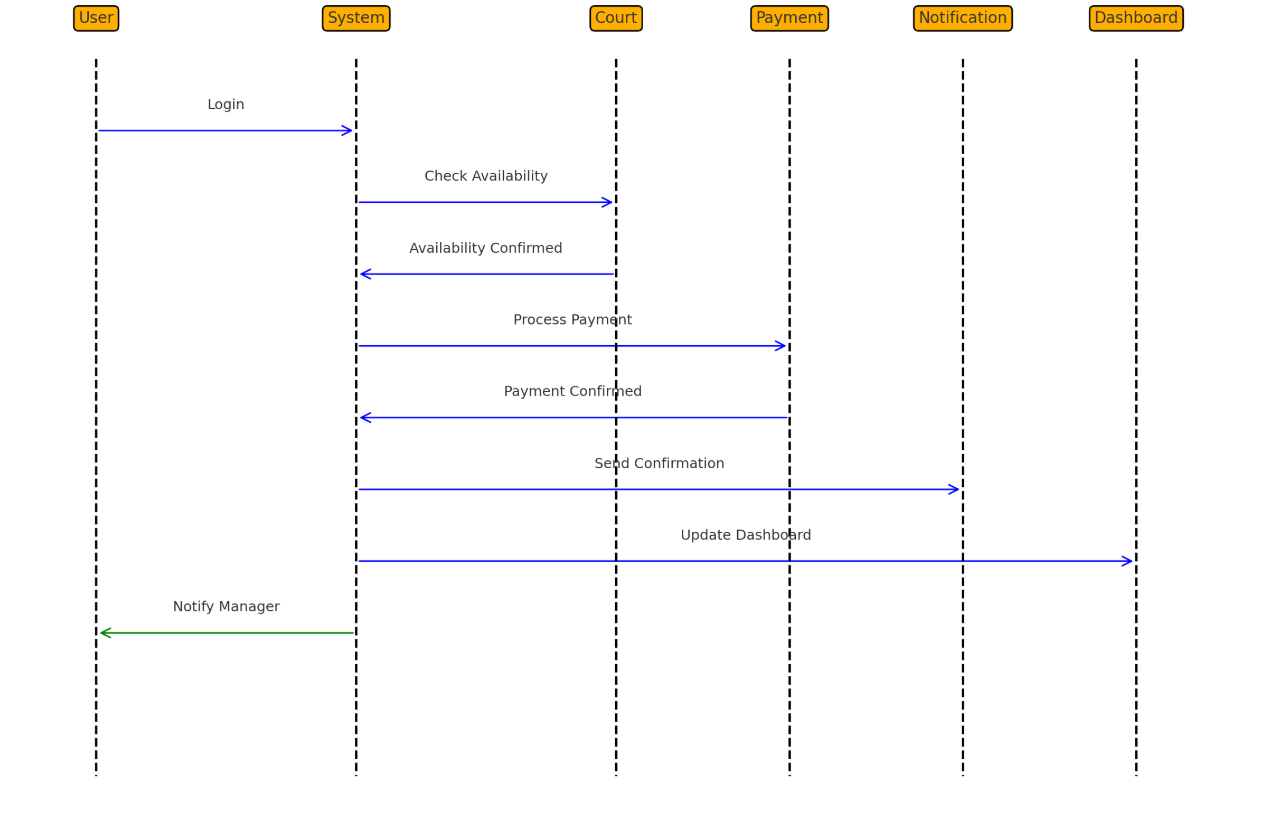 User
System
Court
Payment
Notification
Dashboard
Login
Check Availability
Availability Confirmed
Process Payment
Payment Confirmed
Send Confirmation
Update Dashboard
Notify Manager